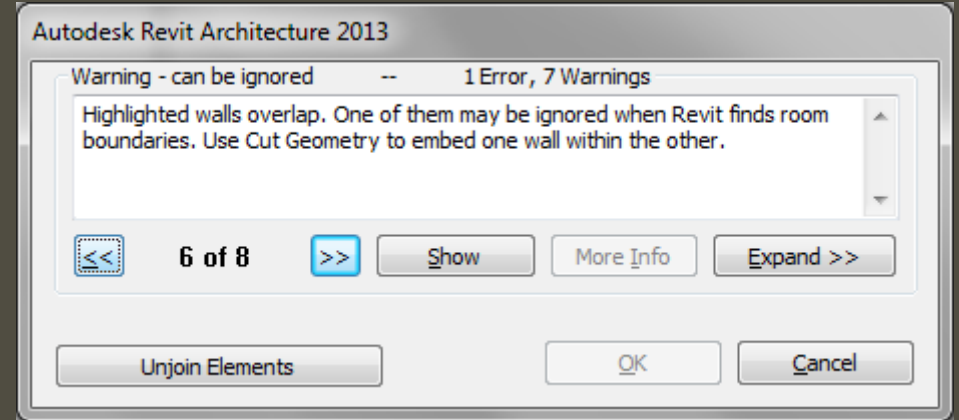 Autodesk Revit Architecture 2013
Warning - can be ignored -- 1 Error, 7 Warnings
Highlighted walls overlap. One of them may be ignored when Revit finds room
boundaries. Use Cut Geometry to embed one wall within the other.
<< 6 of 8 >> Show More Info Expand >>
Unjoin Elements OK Cancel